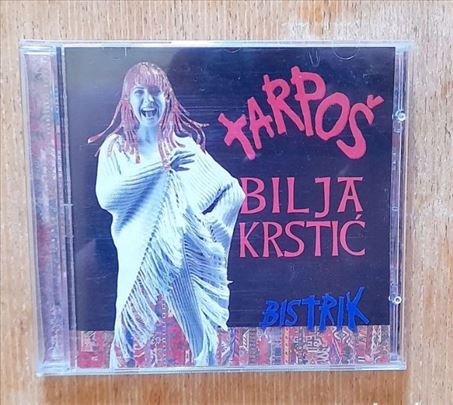 TARPOŠ
BILJA
KRSTIĆ
BISTRIK